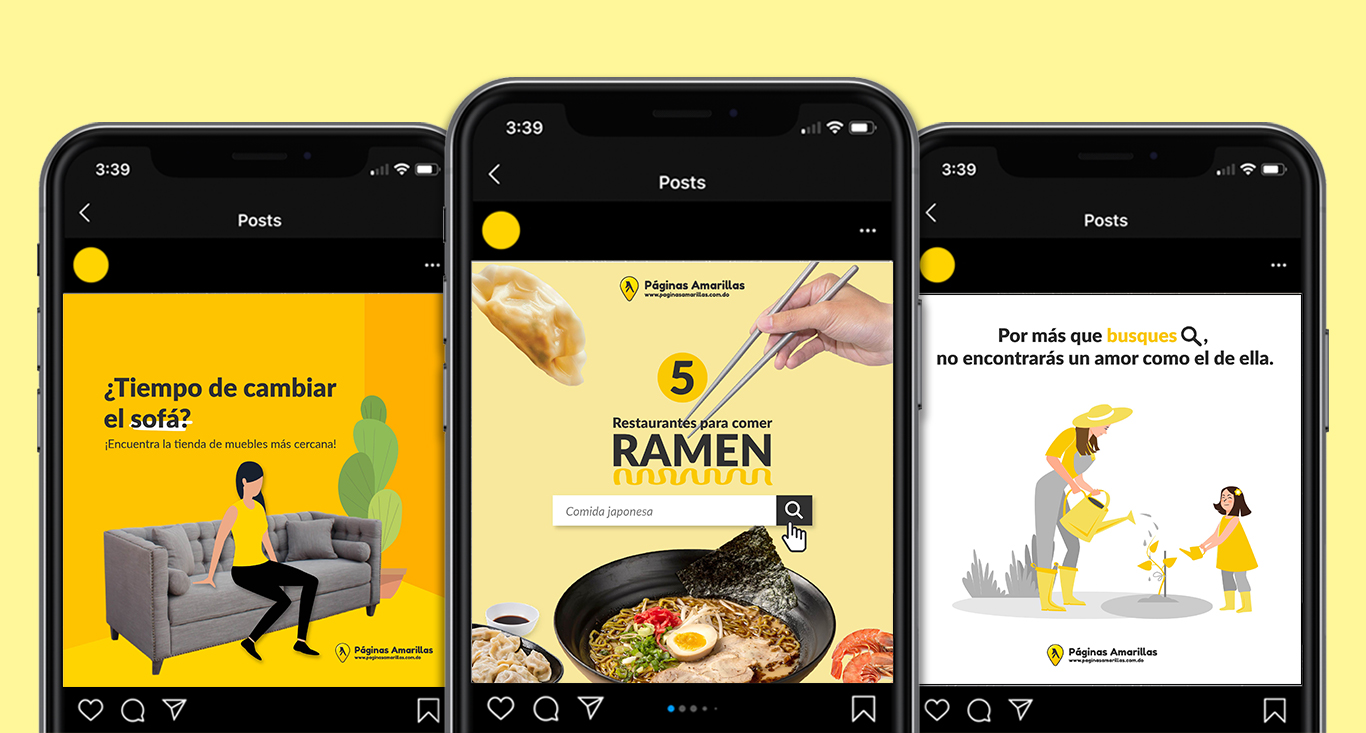 3:39
Posts
¿Tiempo de cambiar
el sofá?
¡Encuentra la tienda de muebles más cercana!
Páginas Amarillas
www.paginasamarillas.com.do
3:39
Posts
Páginas Amarillas
www.paginasamarillas.com.do
5
Restaurantes para comer
RAMEN
Comida japonesa
3:39
Posts
Por más que busques ,
no encontrarás un amor como el de ella.
Páginas Amarillas
www.paginasamarillas.com.do